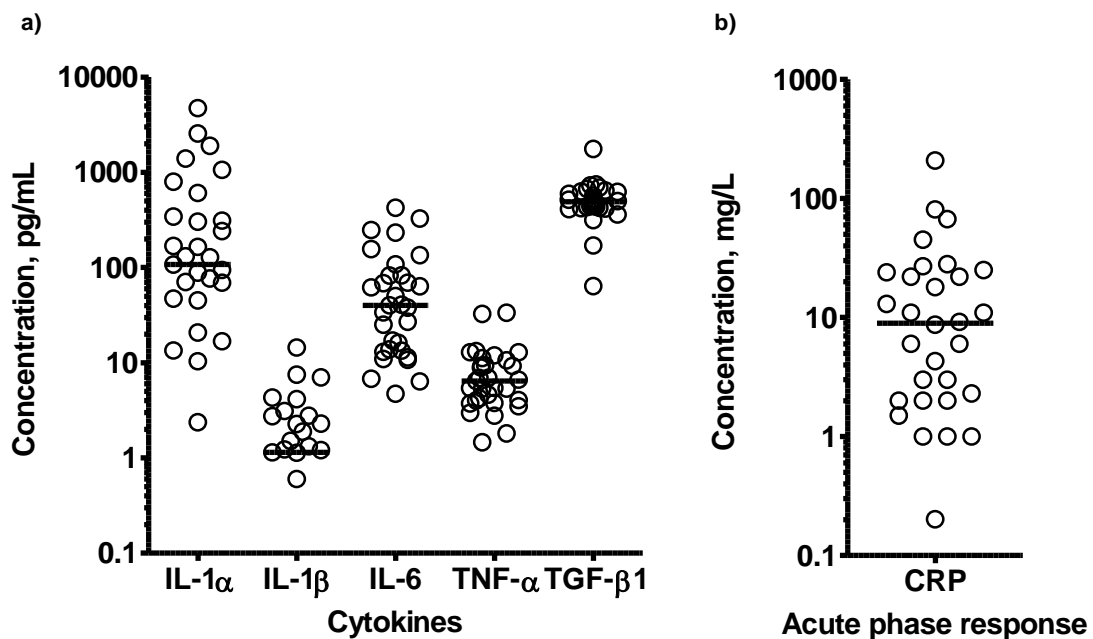 a)
Concentration, pg/mL
10000
1000
100
10
1
0.1
IL-1α IL-1β IL-6 TNF-α TGF-β1
Cytokines
b)
Concentration, mg/L
1000
100
10
1
0.1
CRP
Acute phase response